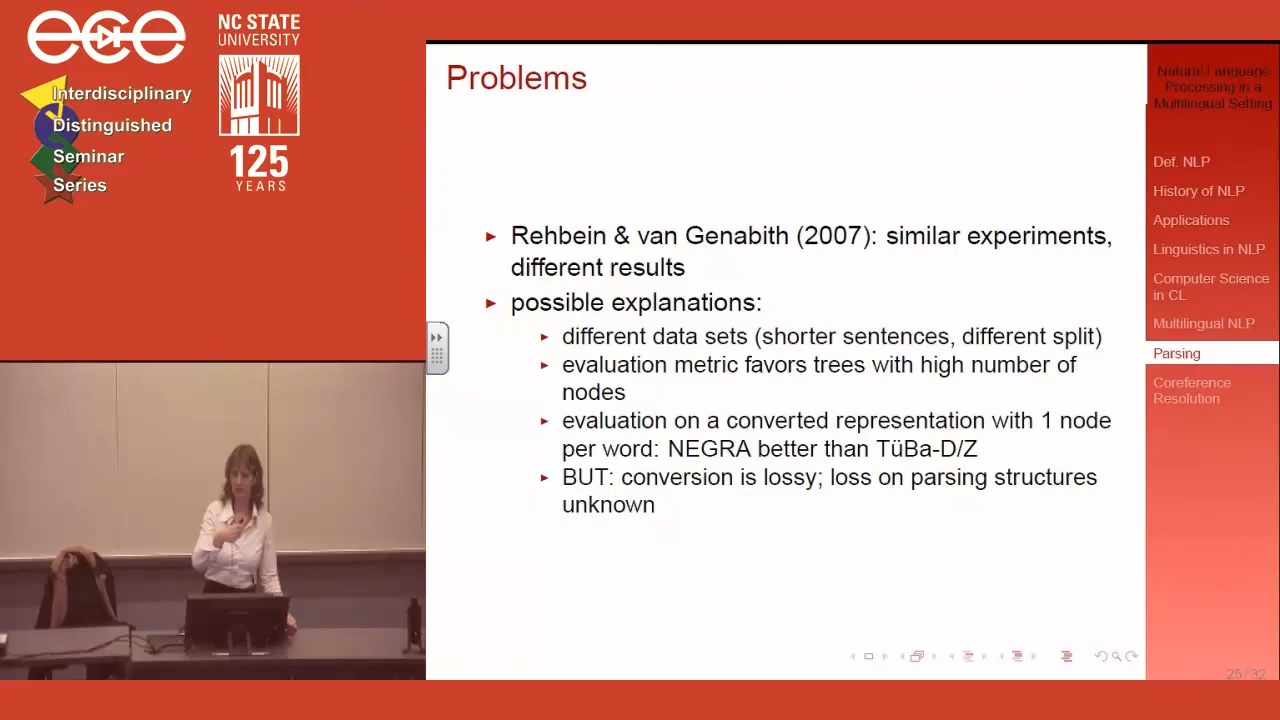 ece
NC STATE
UNIVERSITY
Interdisciplinary
Distinguished
Seminar
Series
125
YEARS
Problems
Rehbein & van Genabith (2007): similar experiments,
different results
possible explanations:
different data sets (shorter sentences, different split)
evaluation metric favors trees with high number of
nodes
evaluation on a converted representation with 1 node
per word: NEGRA better than TüBa-D/Z
BUT: conversion is lossy; loss on parsing structures
unknown
Natural Language
Processing in a
Multilingual Setting
Def. NLP
History of NLP
Applications
Linguistics in NLP
Computer Science
in CL
Multilingual NLP
Parsing
Coreference
Resolution
25/32